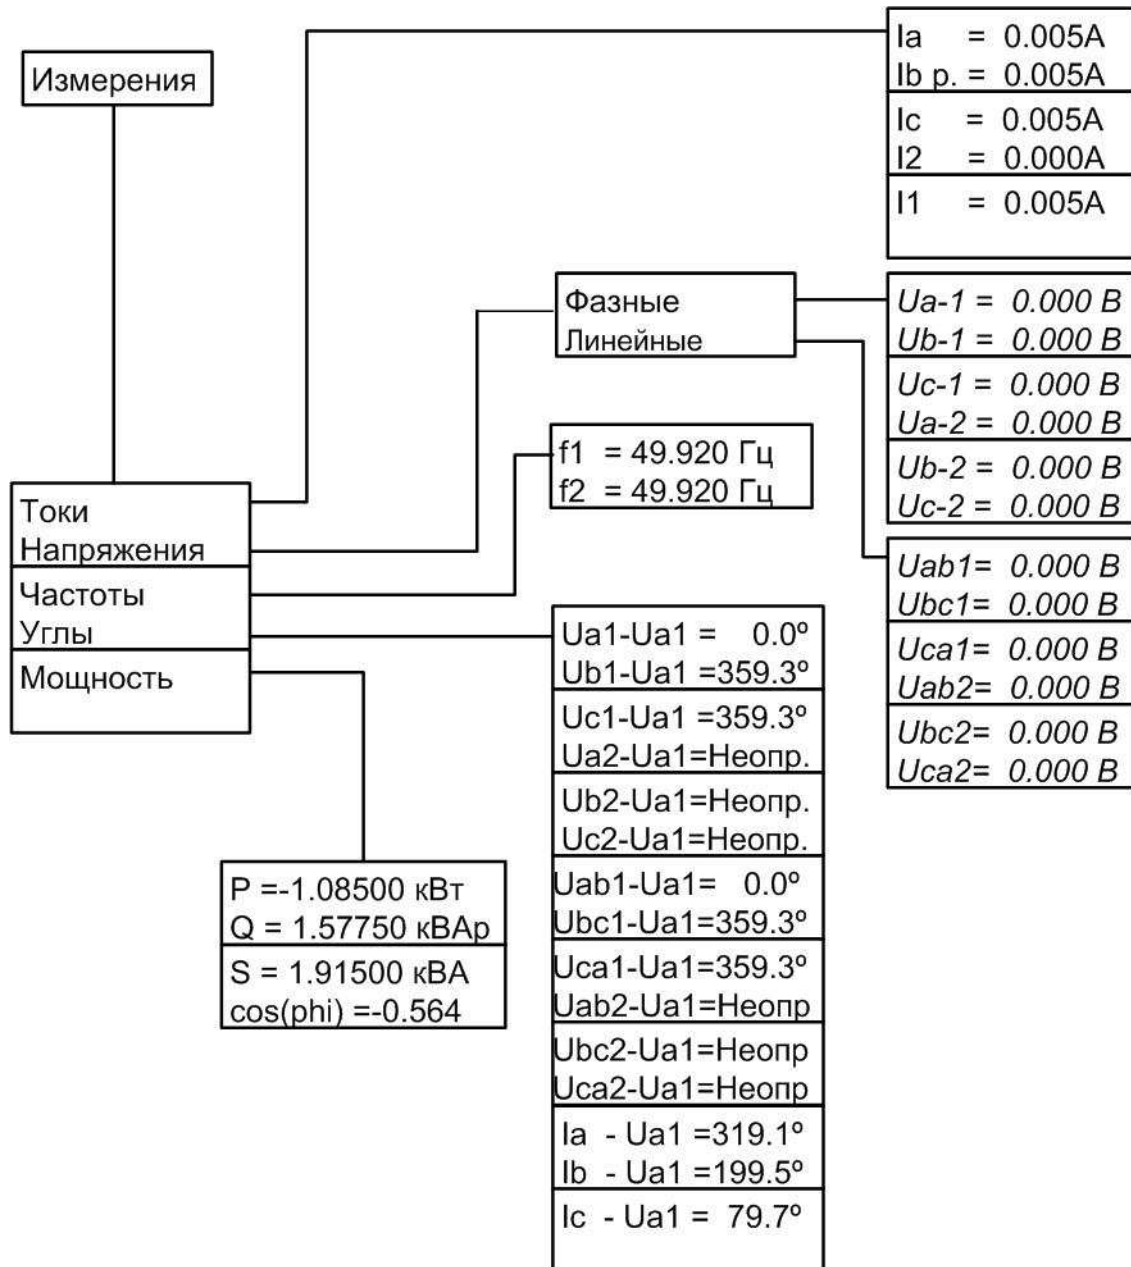 Измерения
Ia = 0.005A
Ib р. = 0.005A
Ic = 0.005A
I2 = 0.000A
I1 = 0.005A
Фазные
Линейные
Ua-1 = 0.000 В
Ub-1 = 0.000 В
Uc-1 = 0.000 В
Ua-2 = 0.000 В
Ub-2 = 0.000 В
Uc-2 = 0.000 В
f1 = 49.920 Гц
f2 = 49.920 Гц
Токи
Напряжения
Частоты
Углы
Мощность
Uab1= 0.000 В
Ubc1= 0.000 В
Uca1= 0.000 В
Uab2= 0.000 В
Ubc2= 0.000 В
Uca2= 0.000 В
Ua1-Ua1 = 0.0º
Ub1-Ua1 =359.3º
Uc1-Ua1 =359.3º
Ua2-Ua1=Неопр.
Ub2-Ua1=Неопр.
Uc2-Ua1=Неопр.
Uab1-Ua1= 0.0º
Ubc1-Ua1=359.3º
Uca1-Ua1=359.3º
Uab2-Ua1=Неопр
Ubc2-Ua1=Неопр
Uca2-Ua1=Неопр
Ia - Ua1 =319.1º
Ib - Ua1 =199.5º
Ic - Ua1 = 79.7º
P =-1.08500 кВт
Q = 1.57750 кВАр
S = 1.91500 кВА
cos(phi) =-0.564